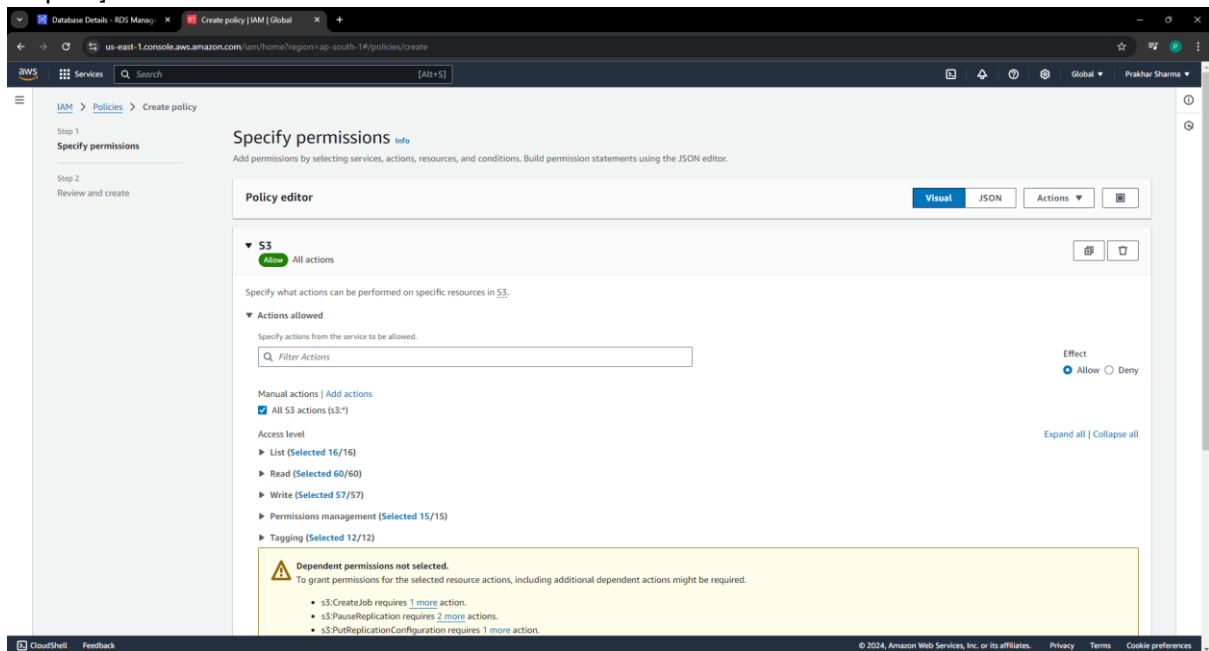 Database Details - RDS Manag
Create policy | IAM | Global
us-east-1.console.aws.amazon.com/iam/home?region=ap-south-1#/policies/create
P
aws
Services
Search
[Alt+S]
Global
Prakhar Sharma
IAM > Policies > Create policy
Step 1
Specify permissions
Step 2
Review and create
Specify permissions Info
Add permissions by selecting services, actions, resources, and conditions. Build permission statements using the JSON editor.
Policy editor
Visual
JSON
Actions
S3
Allow All actions
Specify what actions can be performed on specific resources in S3.
Actions allowed
Specify actions from the service to be allowed.
Filter Actions
Effect
Allow
Deny
Manual actions | Add actions
All S3 actions (s3:*)
Access level
Expand all | Collapse all
List (Selected 16/16)
Read (Selected 60/60)
Write (Selected 57/57)
Permissions management (Selected 15/15)
Tagging (Selected 12/12)
Dependent permissions not selected.
To grant permissions for the selected resource actions, including additional dependent actions might be required.
• s3:CreateJob requires 1 more action.
• s3:PauseReplication requires 2 more actions.
• s3:PutReplicationConfiguration requires 1 more action.
CloudShell
Feedback
© 2024, Amazon Web Services, Inc. or its affiliates.
Privacy
Terms
Cookie preferences